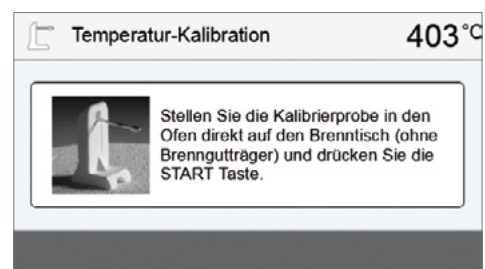 Temperatur-Kalibration 403°C
Stellen Sie die Kalibrierprobe in den
Ofen direkt auf den Brenntisch (ohne
Brenngutträger) und drücken Sie die
START Taste.